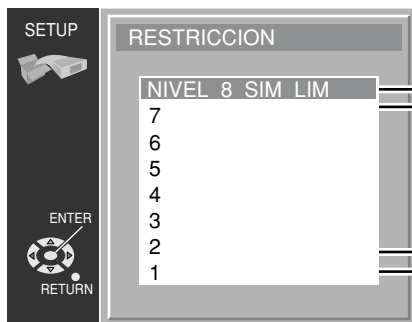 SETUP
RESTRICCION
NIVEL 8 SIM LIM
7
6
5
4
3
2
1
ENTER
RETURN